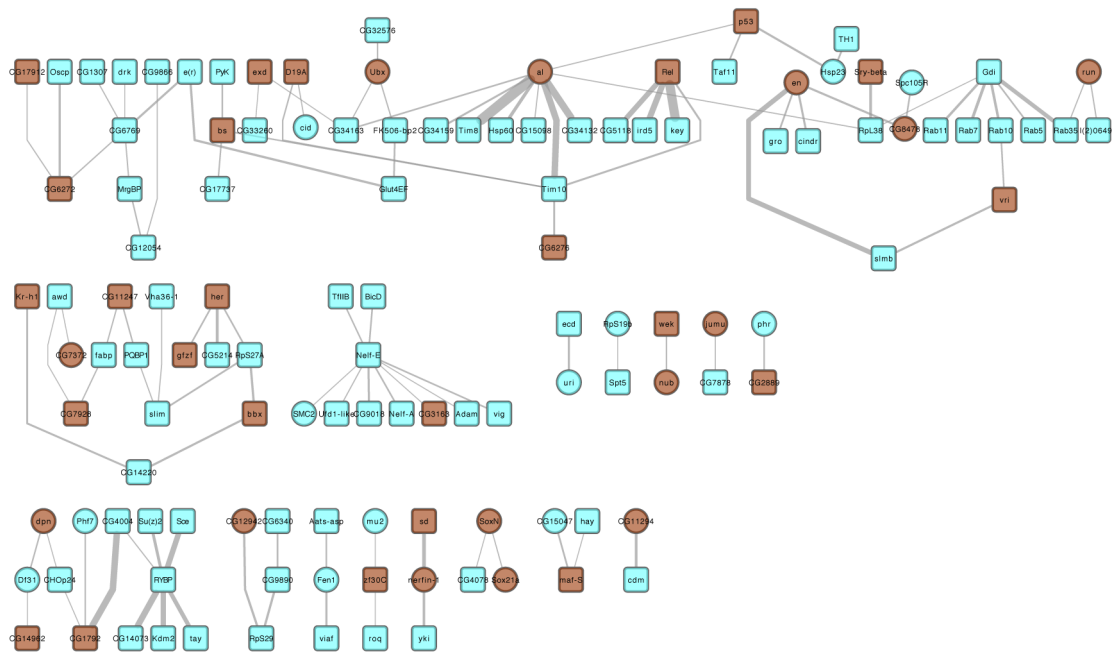 CG32576
p53
TH1
CG17912
Oscp
CG1307
drk
CG9866
e(r)
PyK
exd
D19A
Ubx
al
Rel
Taf11
Hsp23
Sry-beta
en
Spc105R
Gdi
run
CG6769
bs
CG33260
cid
CG34163
FK506-bp2
CG34159
Tim8
Hsp60
CG15098
CG34132
CG5118
ird5
key
gro
cindr
RpL38
CG8478
Rab11
Rab7
Rab10
Rab5
Rab35
l(2)0649
CG6272
MrgBP
CG17737
Glut4EF
Tim10
vri
CG12054
CG6276
slmb
Kr-h1
awd
CG11247
Vha36-1
her
TfIIB
BicD
ecd
RpS19b
wek
jumu
phr
CG7372
fabp
PQBP1
gfzf
CG5214
RpS27A
Nelf-E
uri
Spt5
nub
CG7878
CG2889
CG7928
slim
bbx
SMC2
Ufd1-like
CG9018
Nelf-A
CG3163
Adam
vig
CG14220
dpn
Phf7
CG4004
Su(z)2
Sce
CG12942
CG6340
Aats-asp
mu2
sd
SoxN
CG15047
hay
CG11294
Df31
CHOp24
RYBP
CG9890
Fen1
zf30C
nerfin-1
CG4078
Sox21a
maf-S
cdm
CG14962
CG1792
CG14073
Kdm2
tay
RpS29
viaf
roq
yki